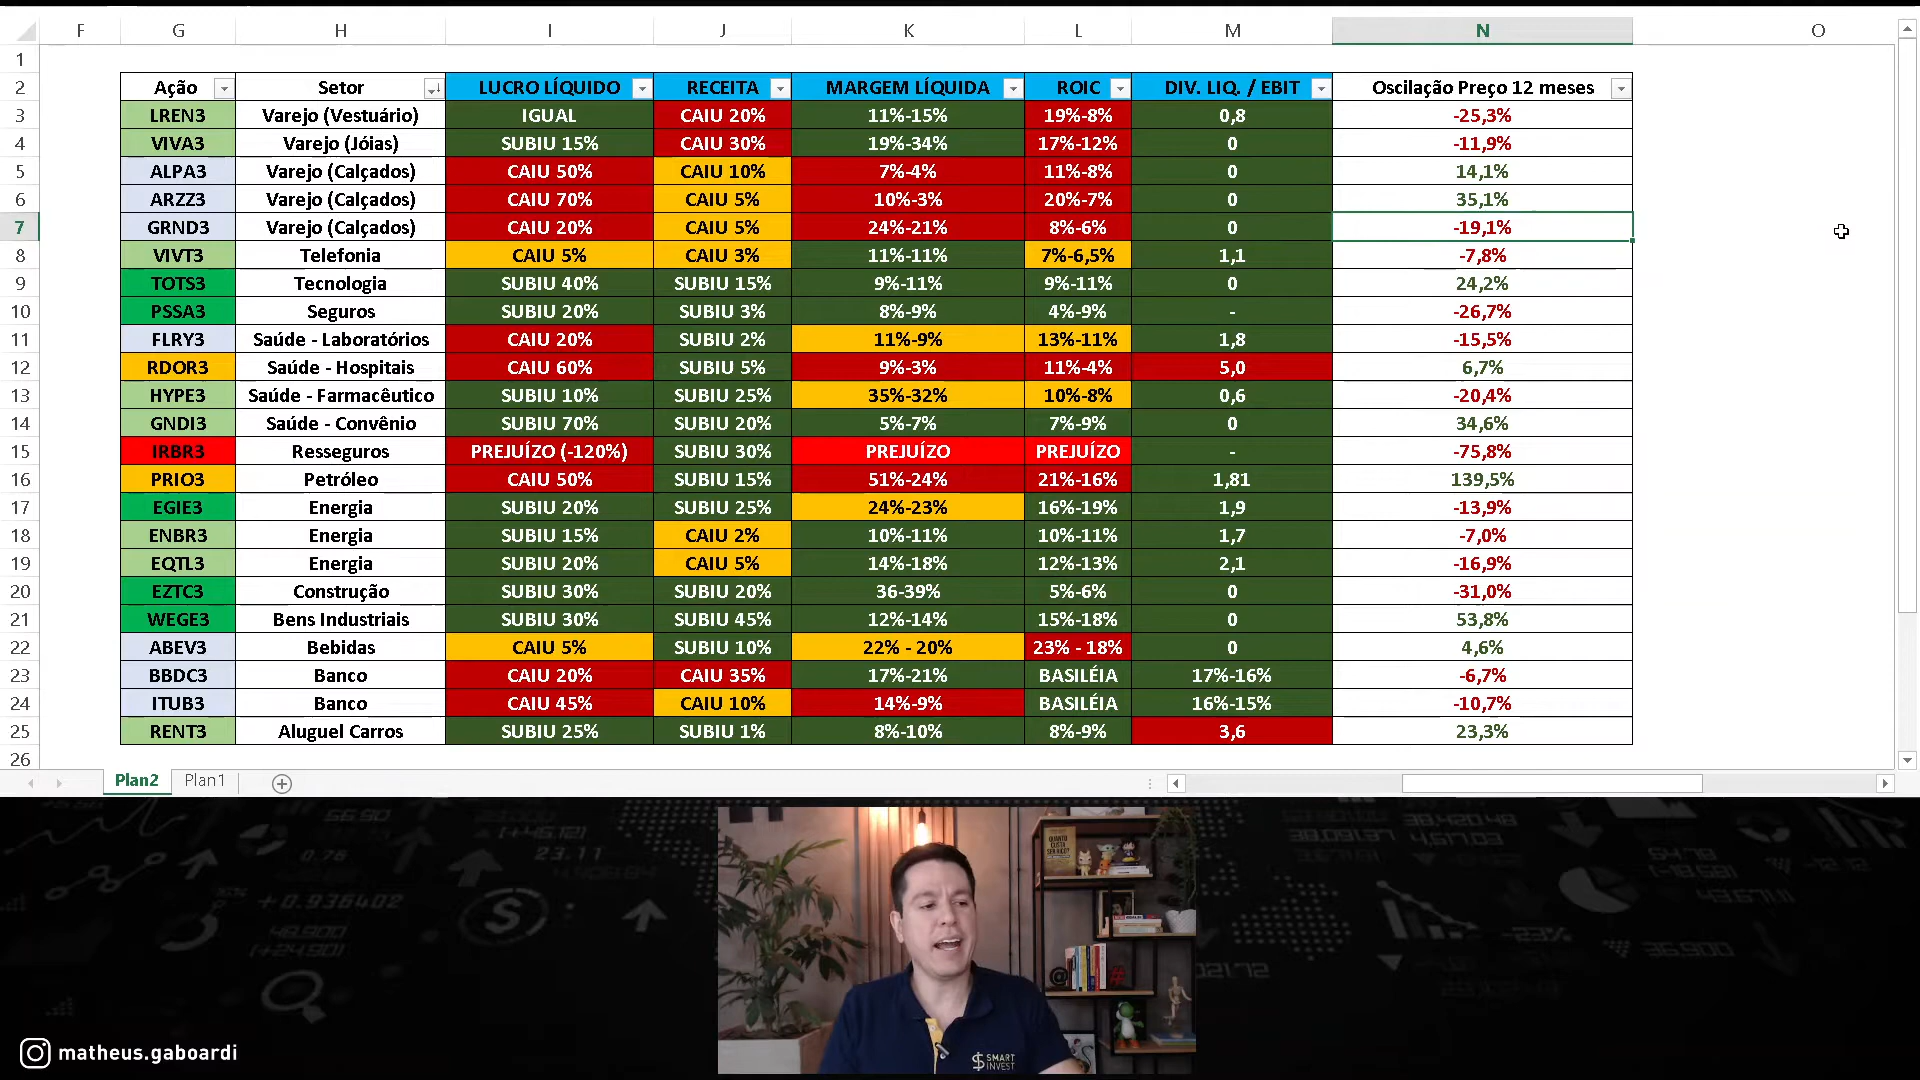 F G H I J K L M N O
1
2 Ação Setor LUCRO LÍQUIDO RECEITA MARGEM LÍQUIDA ROIC DIV. LIQ. / EBIT Oscilação Preço 12 meses
3 LREN3 Varejo (Vestuário) IGUAL CAIU 20% 11%-15% 19%-8% 0,8 -25,3%
4 VIVA3 Varejo (Jóias) SUBIU 15% CAIU 30% 19%-34% 17%-12% 0 -11,9%
5 ALPA3 Varejo (Calçados) CAIU 50% CAIU 10% 7%-4% 11%-8% 0 14,1%
6 ARZZ3 Varejo (Calçados) CAIU 70% CAIU 5% 10%-3% 20%-7% 0 35,1%
7 GRND3 Varejo (Calçados) CAIU 20% CAIU 5% 24%-21% 8%-6% 0 -19,1%
8 VIVT3 Telefonia CAIU 5% CAIU 3% 11%-11% 7%-6,5% 1,1 -7,8%
9 TOTS3 Tecnologia SUBIU 40% SUBIU 15% 9%-11% 9%-11% 0 24,2%
10 PSSA3 Seguros SUBIU 20% SUBIU 3% 8%-9% 4%-9% - -26,7%
11 FLRY3 Saúde - Laboratórios CAIU 20% SUBIU 2% 11%-9% 13%-11% 1,8 -15,5%
12 RDOR3 Saúde - Hospitais CAIU 60% SUBIU 5% 9%-3% 11%-4% 5,0 6,7%
13 HYPE3 Saúde - Farmacêutico SUBIU 10% SUBIU 25% 35%-32% 10%-8% 0,6 -20,4%
14 GNDI3 Saúde - Convênio SUBIU 70% SUBIU 20% 5%-7% 7%-9% 0 34,6%
15 IRBR3 Resseguros PREJUÍZO (-120%) SUBIU 30% PREJUÍZO PREJUÍZO - -75,8%
16 PRIO3 Petróleo CAIU 50% SUBIU 15% 51%-24% 21%-16% 1,81 139,5%
17 EGIE3 Energia SUBIU 20% SUBIU 25% 24%-23% 16%-19% 1,9 -13,9%
18 ENBR3 Energia SUBIU 15% CAIU 2% 10%-11% 10%-11% 1,7 -7,0%
19 EQTL3 Energia SUBIU 20% CAIU 5% 14%-18% 12%-13% 2,1 -16,9%
20 EZTC3 Construção SUBIU 30% SUBIU 20% 36-39% 5%-6% 0 -31,0%
21 WEGE3 Bens Industriais SUBIU 30% SUBIU 45% 12%-14% 15%-18% 0 53,8%
22 ABEV3 Bebidas CAIU 5% SUBIU 10% 22% - 20% 23% - 18% 0 4,6%
23 BBDC3 Banco CAIU 20% CAIU 35% 17%-21% BASILÉIA 17%-16% -6,7%
24 ITUB3 Banco CAIU 45% CAIU 10% 14%-9% BASILÉIA 16%-15% -10,7%
25 RENT3 Aluguel Carros SUBIU 25% SUBIU 1% 8%-10% 8%-9% 3,6 23,3%
26
Plan2 Plan1
QUANTO
CUSTA
SER RICO?
SMART
INVEST
matheus.gaboardi